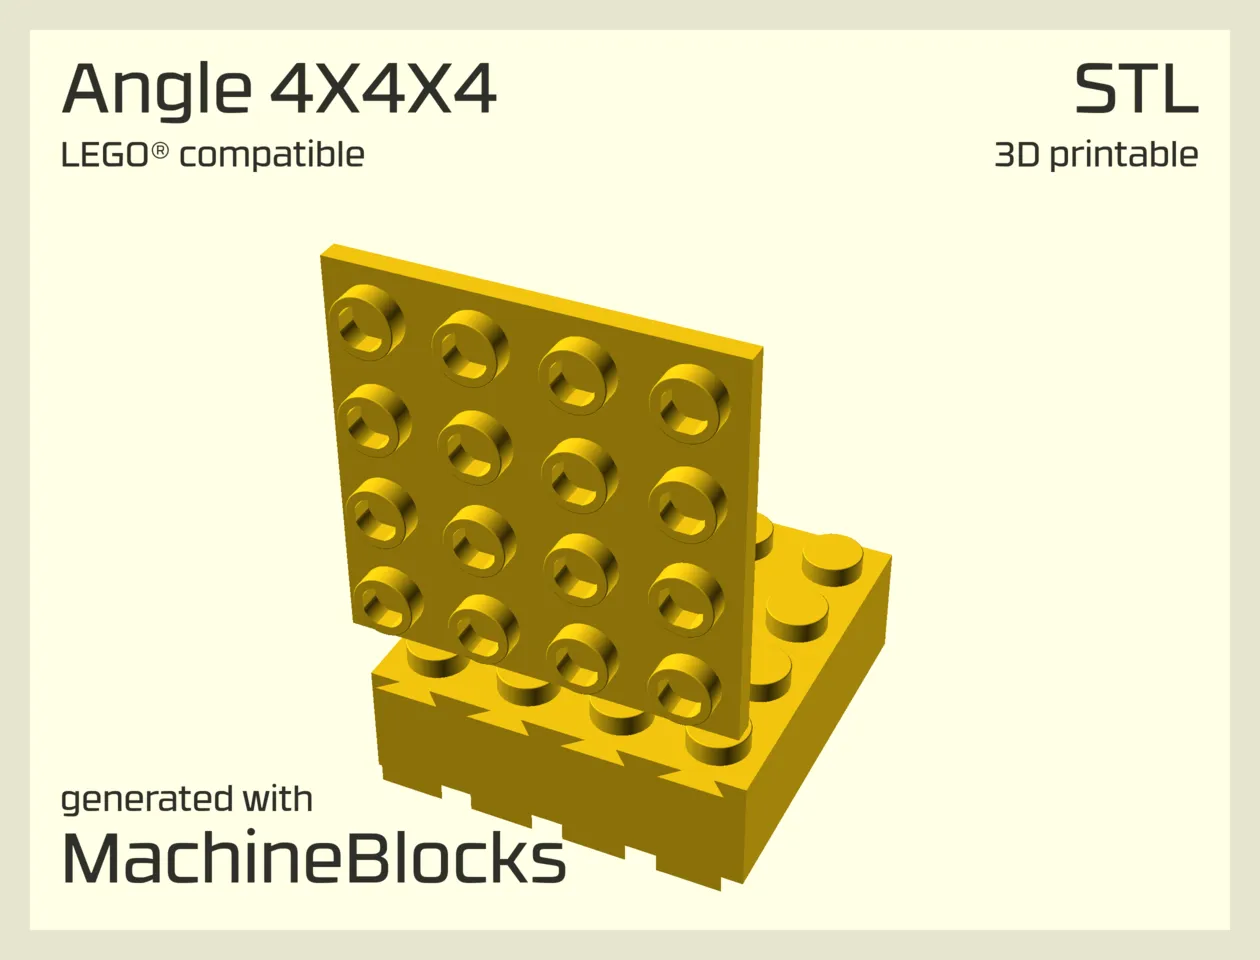 Angle 4X4X4
LEGO® compatible
STL
3D printable
generated with
MachineBlocks